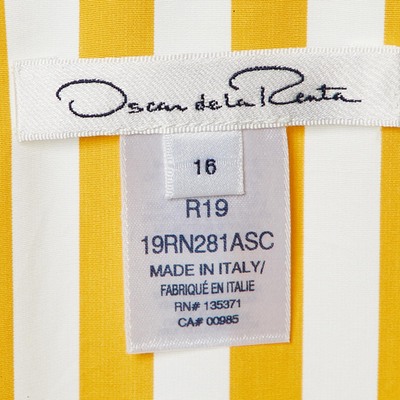 Oscar de la Renta
16
R19
19RN281ASC
MADE IN ITALY/
FABRIQUÉ EN ITALIE
RN# 135371
CA# 00985